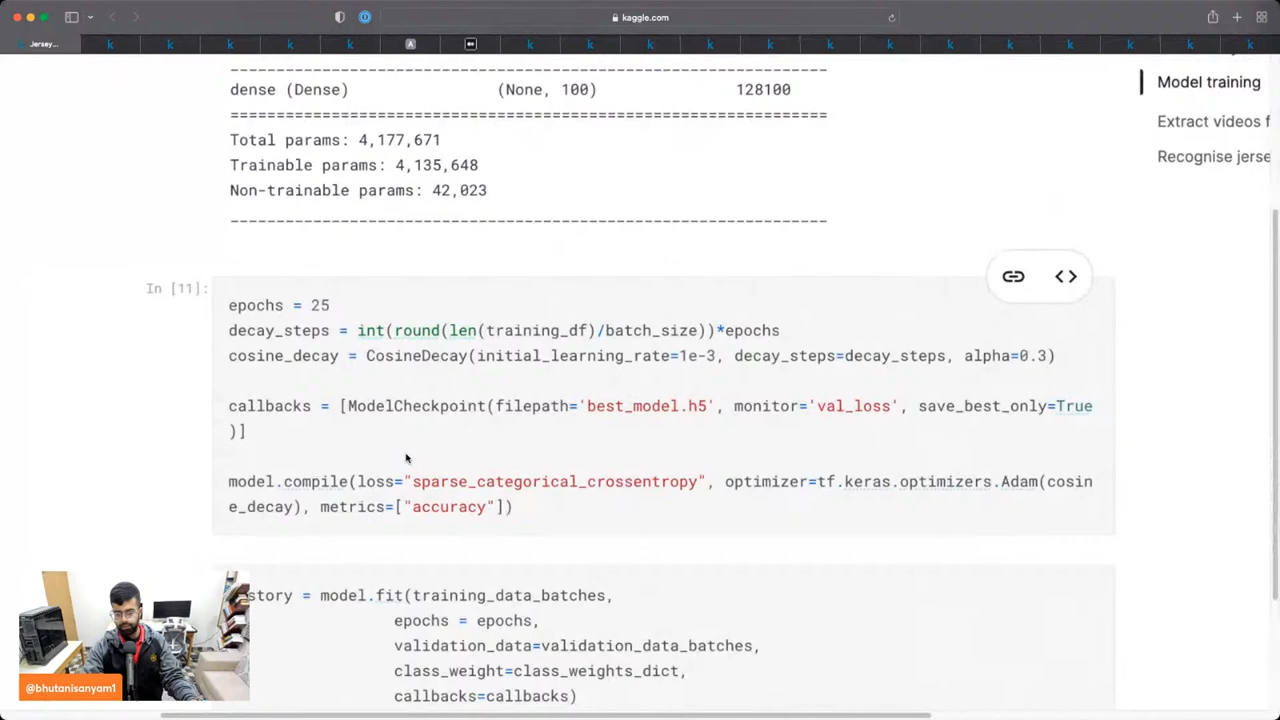 kaggle.com
Jersey...
dense (Dense) (None, 100) 128100
Total params: 4,177,671
Trainable params: 4,135,648
Non-trainable params: 42,023
Model training
Extract videos f
Recognise jerse
In [11]:
epochs = 25
decay_steps = int(round(len(training_df)/batch_size))*epochs
cosine_decay = CosineDecay(initial_learning_rate=1e-3, decay_steps=decay_steps, alpha=0.3)
callbacks = [ModelCheckpoint(filepath='best_model.h5', monitor='val_loss', save_best_only=True
)]
model.compile(loss="sparse_categorical_crossentropy", optimizer=tf.keras.optimizers.Adam(cosin
e_decay), metrics=["accuracy"])
story = model.fit(training_data_batches,
epochs = epochs,
validation_data=validation_data_batches,
class_weight=class_weights_dict,
callbacks=callbacks)
@bhutanisanyam1